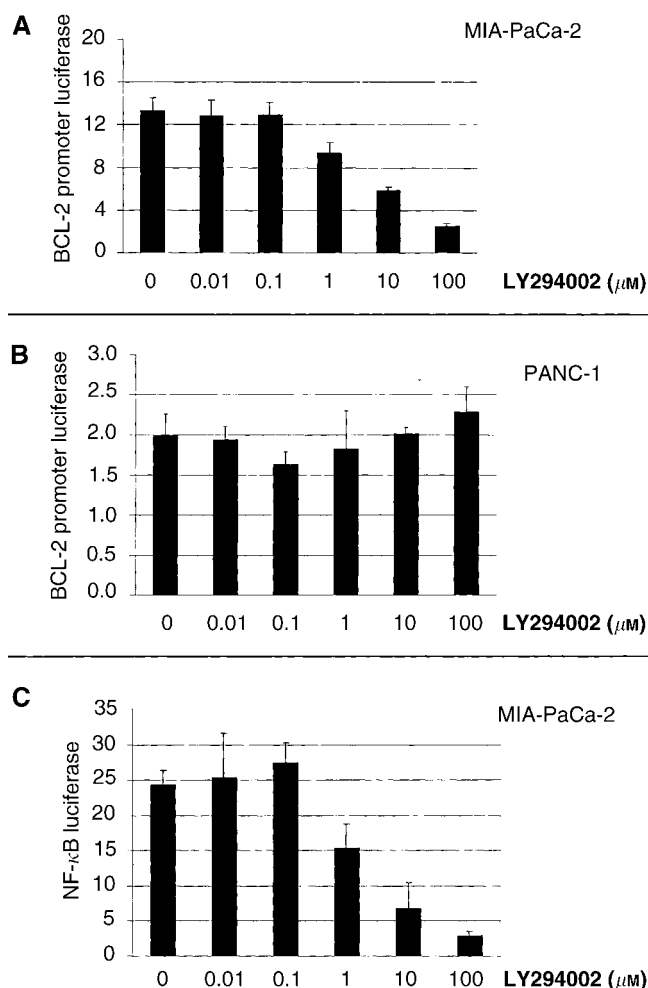 A
MIA-PaCa-2
BCL-2 promoter luciferase
20
16
12
8
4
0
0 0.01 0.1 1 10 100 LY294002 (μM)
B
PANC-1
BCL-2 promoter luciferase
3.0
2.5
2.0
1.5
1.0
0.5
0.0
0 0.01 0.1 1 10 100 LY294002 (μM)
C
MIA-PaCa-2
NF-κB luciferase
35
30
25
20
15
10
5
0
0 0.01 0.1 1 10 100 LY294002 (μM)